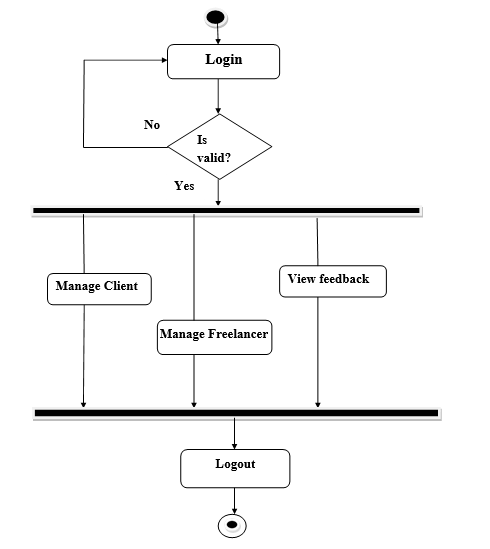 Login
No
Is
valid?
Yes
Manage Client
View feedback
Manage Freelancer
Logout